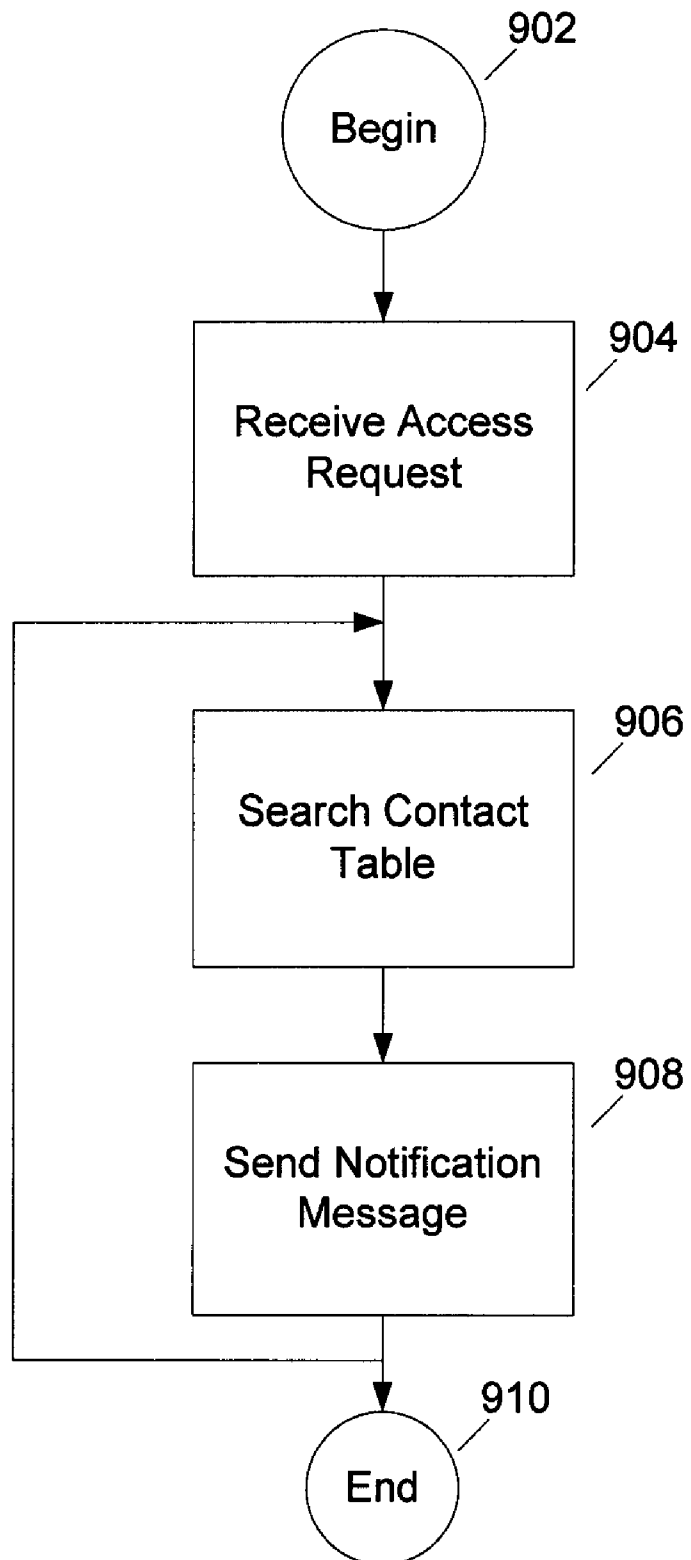 902
Begin
904
Receive Access
Request
906
Search Contact
Table
908
Send Notification
Message
910
End